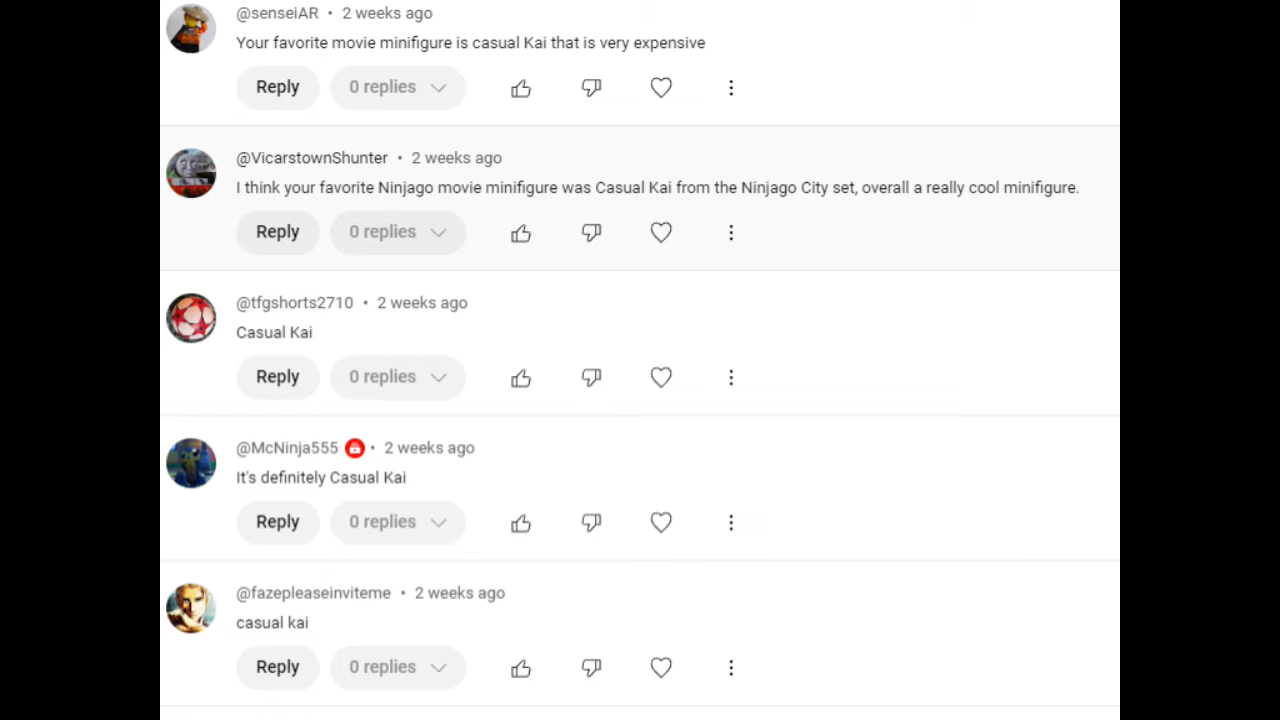 @senseiAR • 2 weeks ago
Your favorite movie minifigure is casual Kai that is very expensive
Reply 0 replies
@VicarstownShunter • 2 weeks ago
I think your favorite Ninjago movie minifigure was Casual Kai from the Ninjago City set, overall a really cool minifigure.
Reply 0 replies
@tfgshorts2710 • 2 weeks ago
Casual Kai
Reply 0 replies
@McNinja555 • 2 weeks ago
It's definitely Casual Kai
Reply 0 replies
@fazepleaseinviteme • 2 weeks ago
casual kai
Reply 0 replies